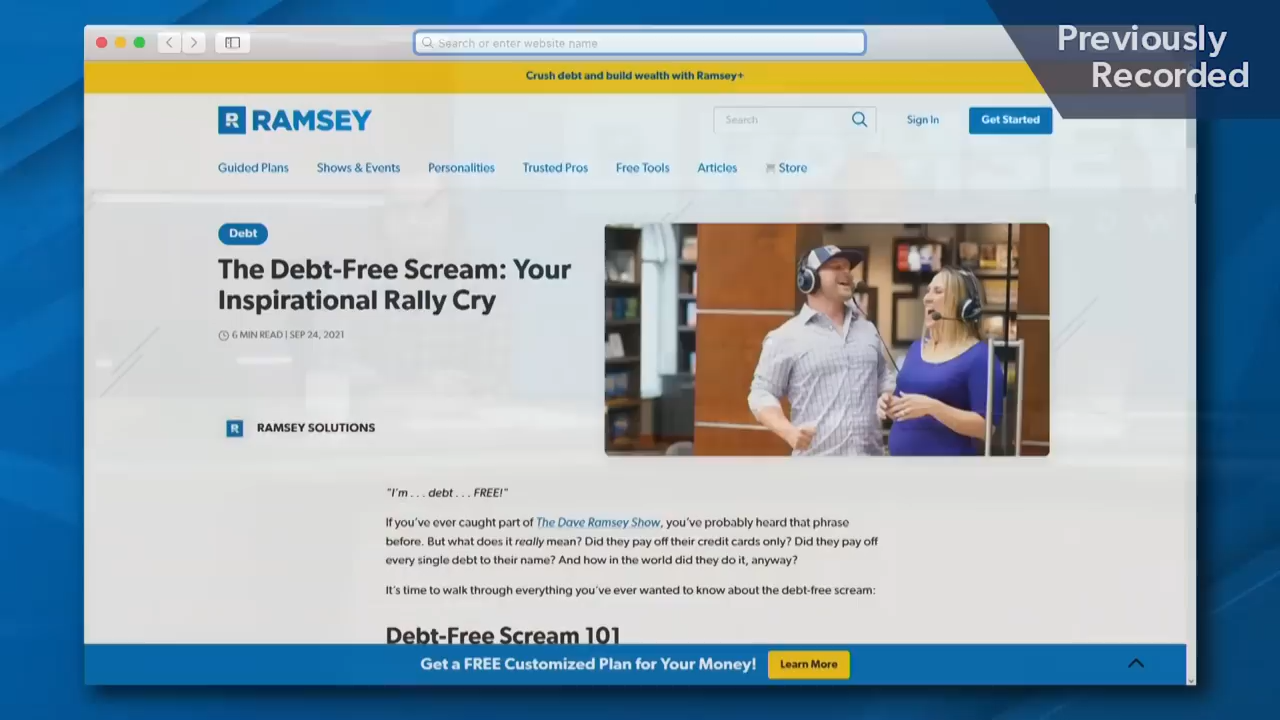 Previously
Recorded
Search or enter website name
Crush debt and build wealth with Ramsey+
R RAMSEY
Search
Sign In
Get Started
Guided Plans
Shows & Events
Personalities
Trusted Pros
Free Tools
Articles
Store
Debt
The Debt-Free Scream: Your
Inspirational Rally Cry
6 MIN READ | SEP 24, 2021
R RAMSEY SOLUTIONS
"I'm . . . debt . . . FREE!"
If you've ever caught part of The Dave Ramsey Show, you've probably heard that phrase
before. But what does it really mean? Did they pay off their credit cards only? Did they pay off
every single debt to their name? And how in the world did they do it, anyway?
It's time to walk through everything you've ever wanted to know about the debt-free scream:
Debt-Free Scream 101
Get a FREE Customized Plan for Your Money!
Learn More